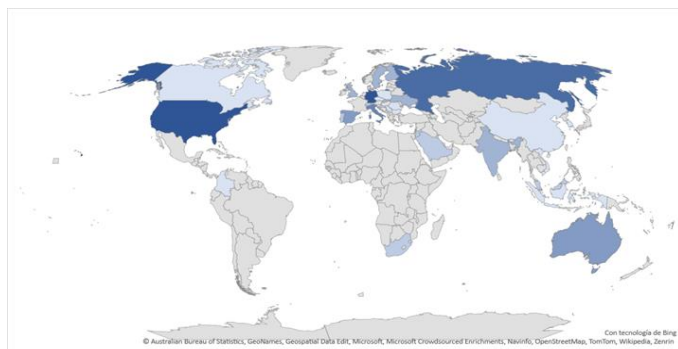 Con tecnología de Bing
© Australian Bureau of Statistics, GeoNames, Geospatial Data Edit, Microsoft, Microsoft Crowdsourced Enrichments, Navinfo, OpenStreetMap, TomTom, Wikipedia, Zenrin